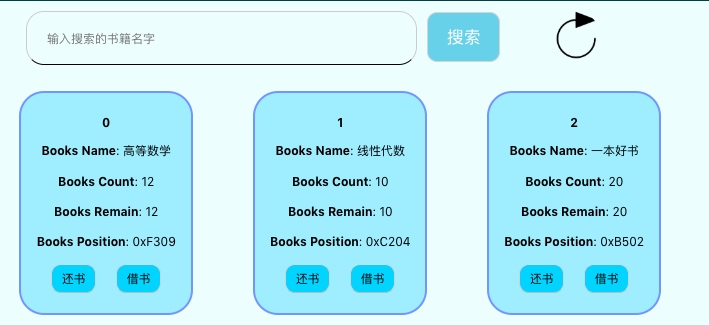 输入搜索的书籍名字
搜索
0
Books Name: 高等数学
Books Count: 12
Books Remain: 12
Books Position: 0xF309
还书
借书
1
Books Name: 线性代数
Books Count: 10
Books Remain: 10
Books Position: 0xC204
还书
借书
2
Books Name: 一本好书
Books Count: 20
Books Remain: 20
Books Position: 0xB502
还书
借书